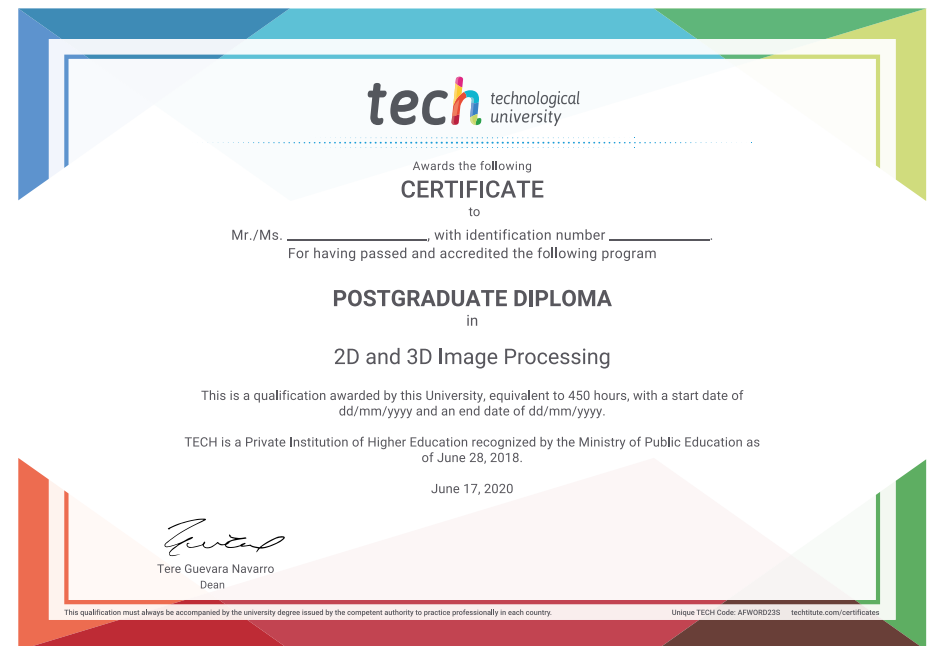 tech technological
university
Awards the following
CERTIFICATE
to
Mr./Ms. ____________________, with identification number ______________.
For having passed and accredited the following program
POSTGRADUATE DIPLOMA
in
2D and 3D Image Processing
This is a qualification awarded by this University, equivalent to 450 hours, with a start date of
dd/mm/yyyy and an end date of dd/mm/yyyy.
TECH is a Private Institution of Higher Education recognized by the Ministry of Public Education as
of June 28, 2018.
June 17, 2020
Tere Guevara Navarro
Dean
This qualification must always be accompanied by the university degree issued by the competent authority to practice professionally in each country.
Unique TECH Code: AFWORD23S techtitute.com/certificates